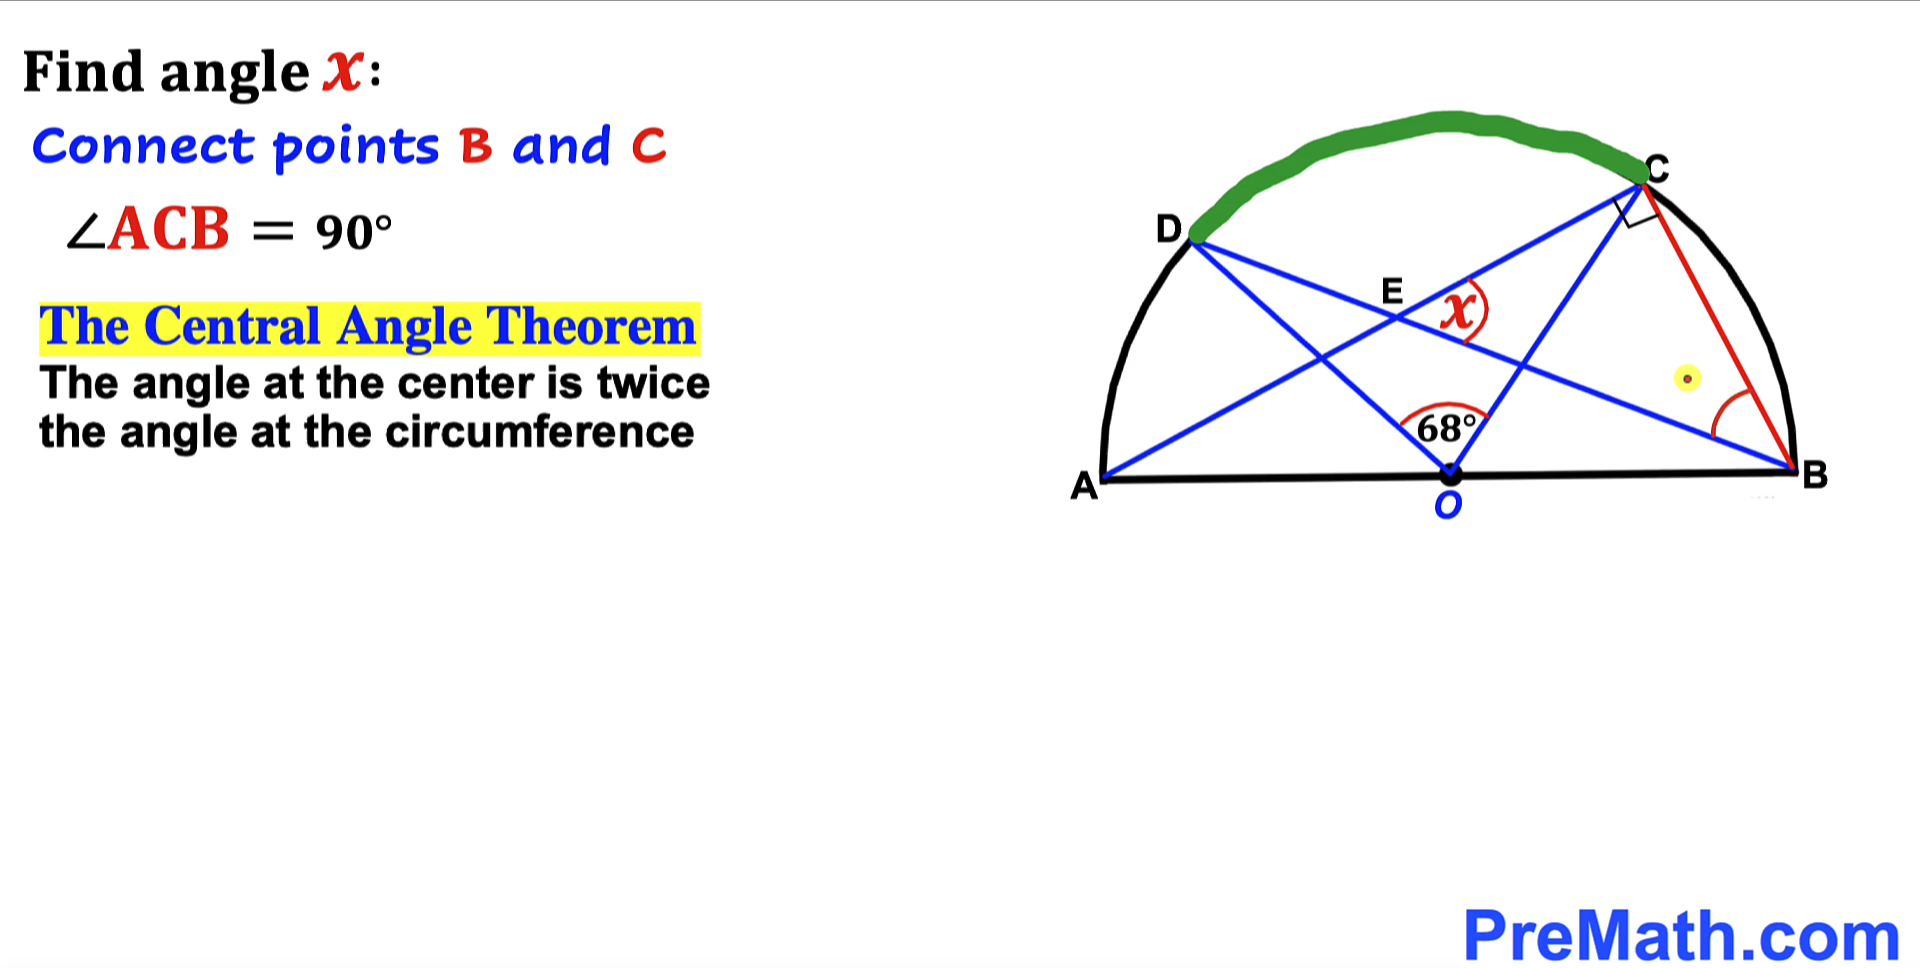 Find angle x:
Connect points B and C
∠ACB = 90°
The Central Angle Theorem
The angle at the center is twice
the angle at the circumference
C
D
E
x
68°
A
B
O
PreMath.com